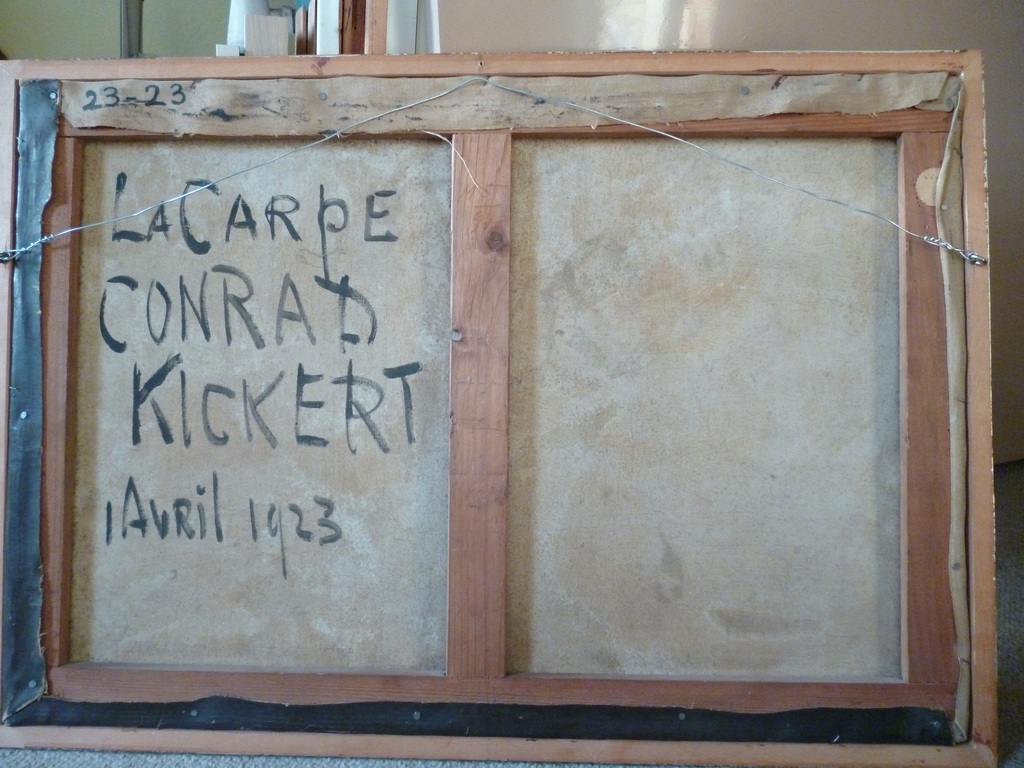 23-23
LaCARpE
CONRAD
KICKERT
1 AVRil 1923